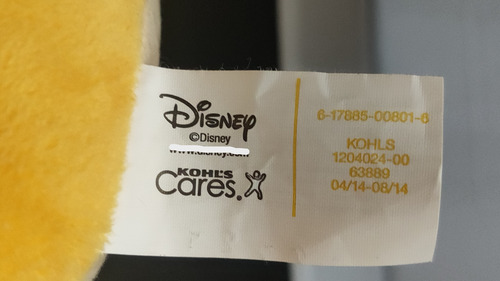 Disney
©Disney
KOHL'S
Cares.
6-17885-00801-6
KOHLS
1204024-00
63889
04/14-08/14